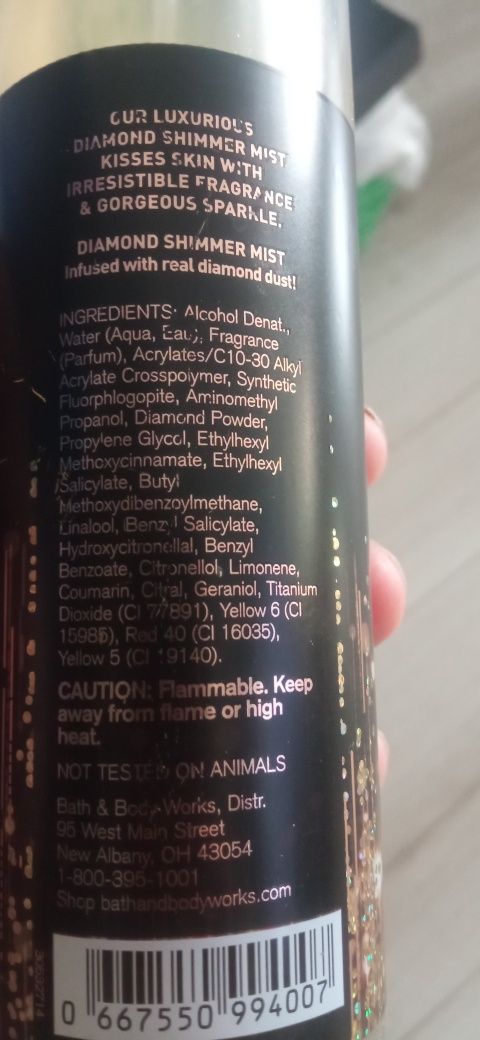 OUR LUXURIOUS
DIAMOND SHIMMER MIST
KISSES SKIN WITH
IRRESISTIBLE FRAGRANCE
& GORGEOUS SPARKLE.
DIAMOND SHIMMER MIST
Infused with real diamond dust!
INGREDIENTS: Alcohol Denat.,
Water (Aqua, Eau), Fragrance
(Parfum), Acrylates/C10-30 Alkyl
Acrylate Crosspolymer, Synthetic
Fluorphlogopite, Aminomethyl
Propanol, Diamond Powder,
Propylene Glycol, Ethylhexyl
Methoxycinnamate, Ethylhexyl
Salicylate, Butyl
Methoxydibenzoylmethane,
Linalool, Benzyl Salicylate,
Hydroxycitronellal, Benzyl
Benzoate, Citronellol, Limonene,
Coumarin, Citral, Geraniol, Titanium
Dioxide (CI 77891), Yellow 6 (CI
15985), Red 40 (CI 16035),
Yellow 5 (CI 19140).
CAUTION: Flammable. Keep
away from flame or high
heat.
NOT TESTED ON ANIMALS
Bath & Body Works, Distr.
95 West Main Street
New Albany, OH 43054
1-800-395-1001
Shop bathandbodyworks.com
0 667550 994007